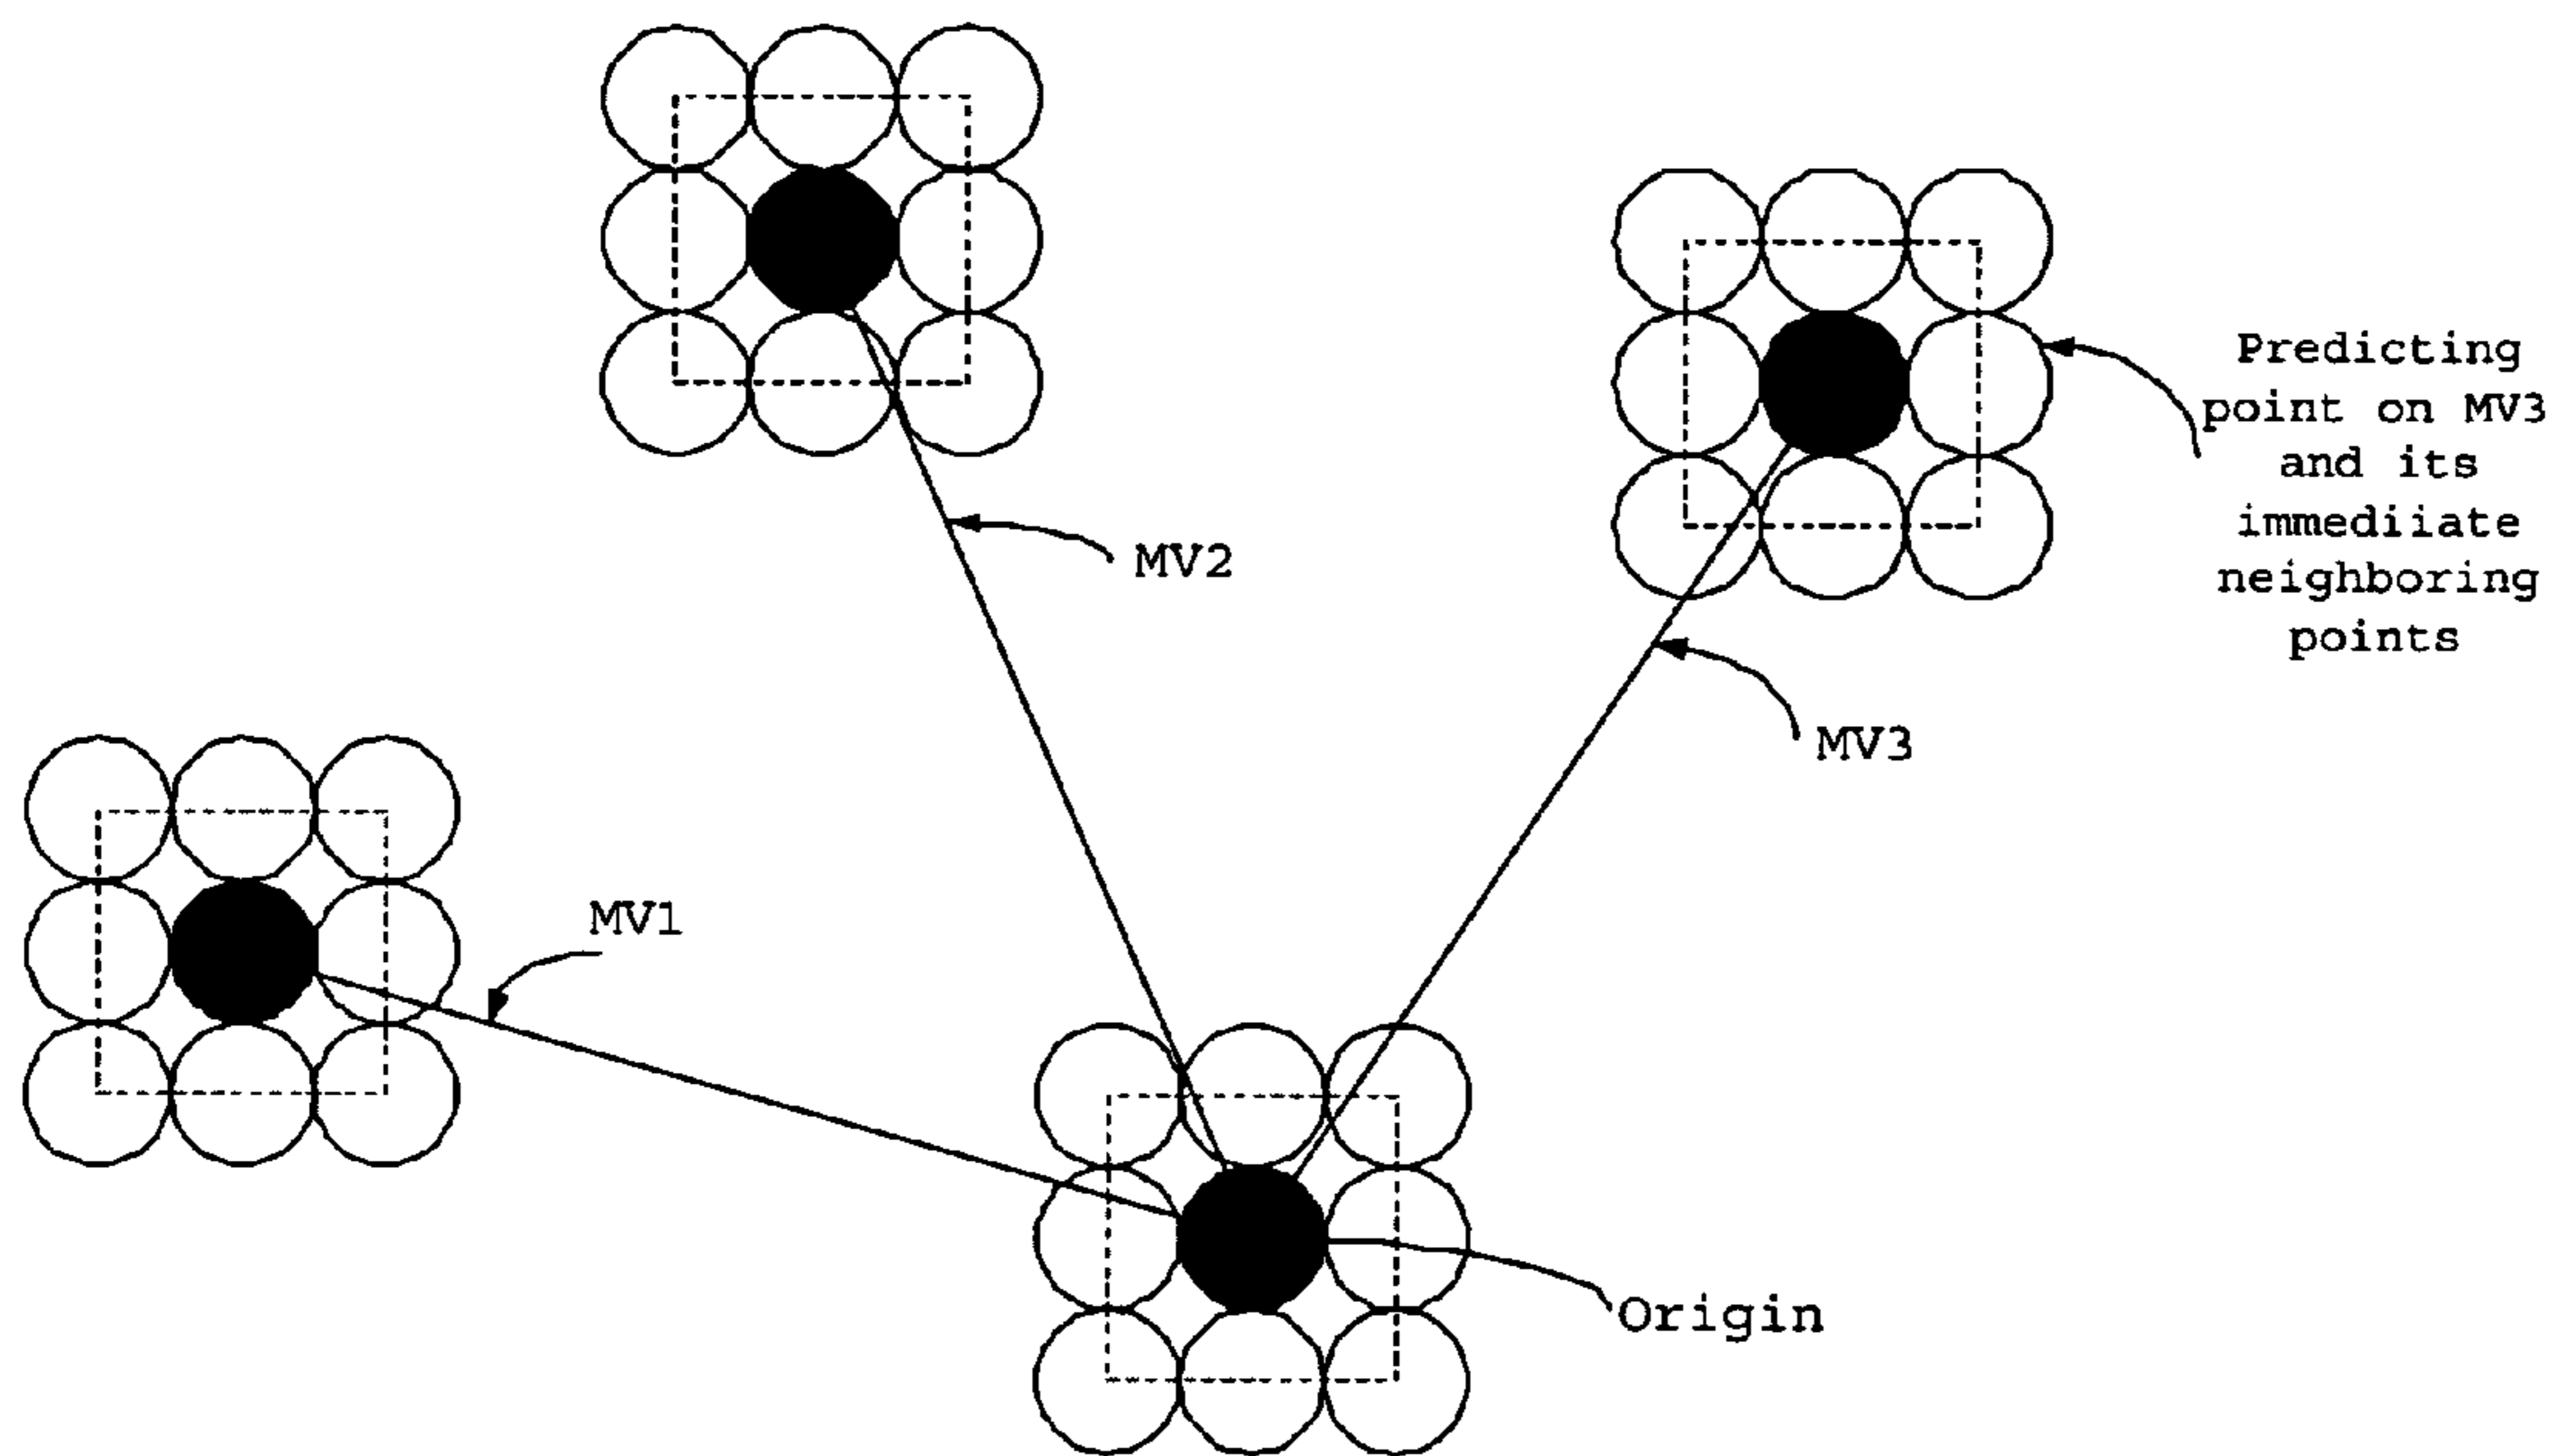 Predicting
point on MV3
and its
immediiate
neighboring
points
MV2
MV3
MV1
Origin